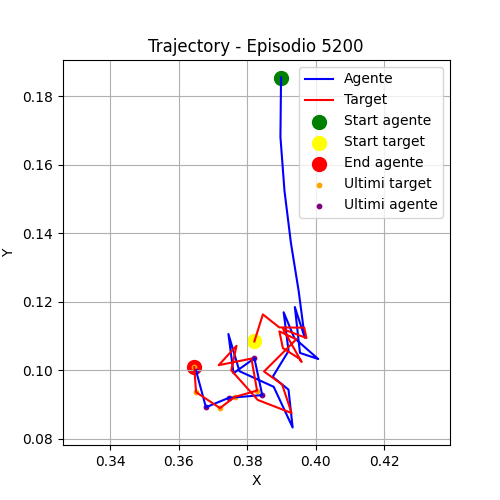 Trajectory - Episodio 5200
Agente
Target
Start agente
Start target
End agente
Ultimi target
Ultimi agente
Y
0.18
0.16
0.14
0.12
0.10
0.08
0.34
0.36
0.38
0.40
0.42
X